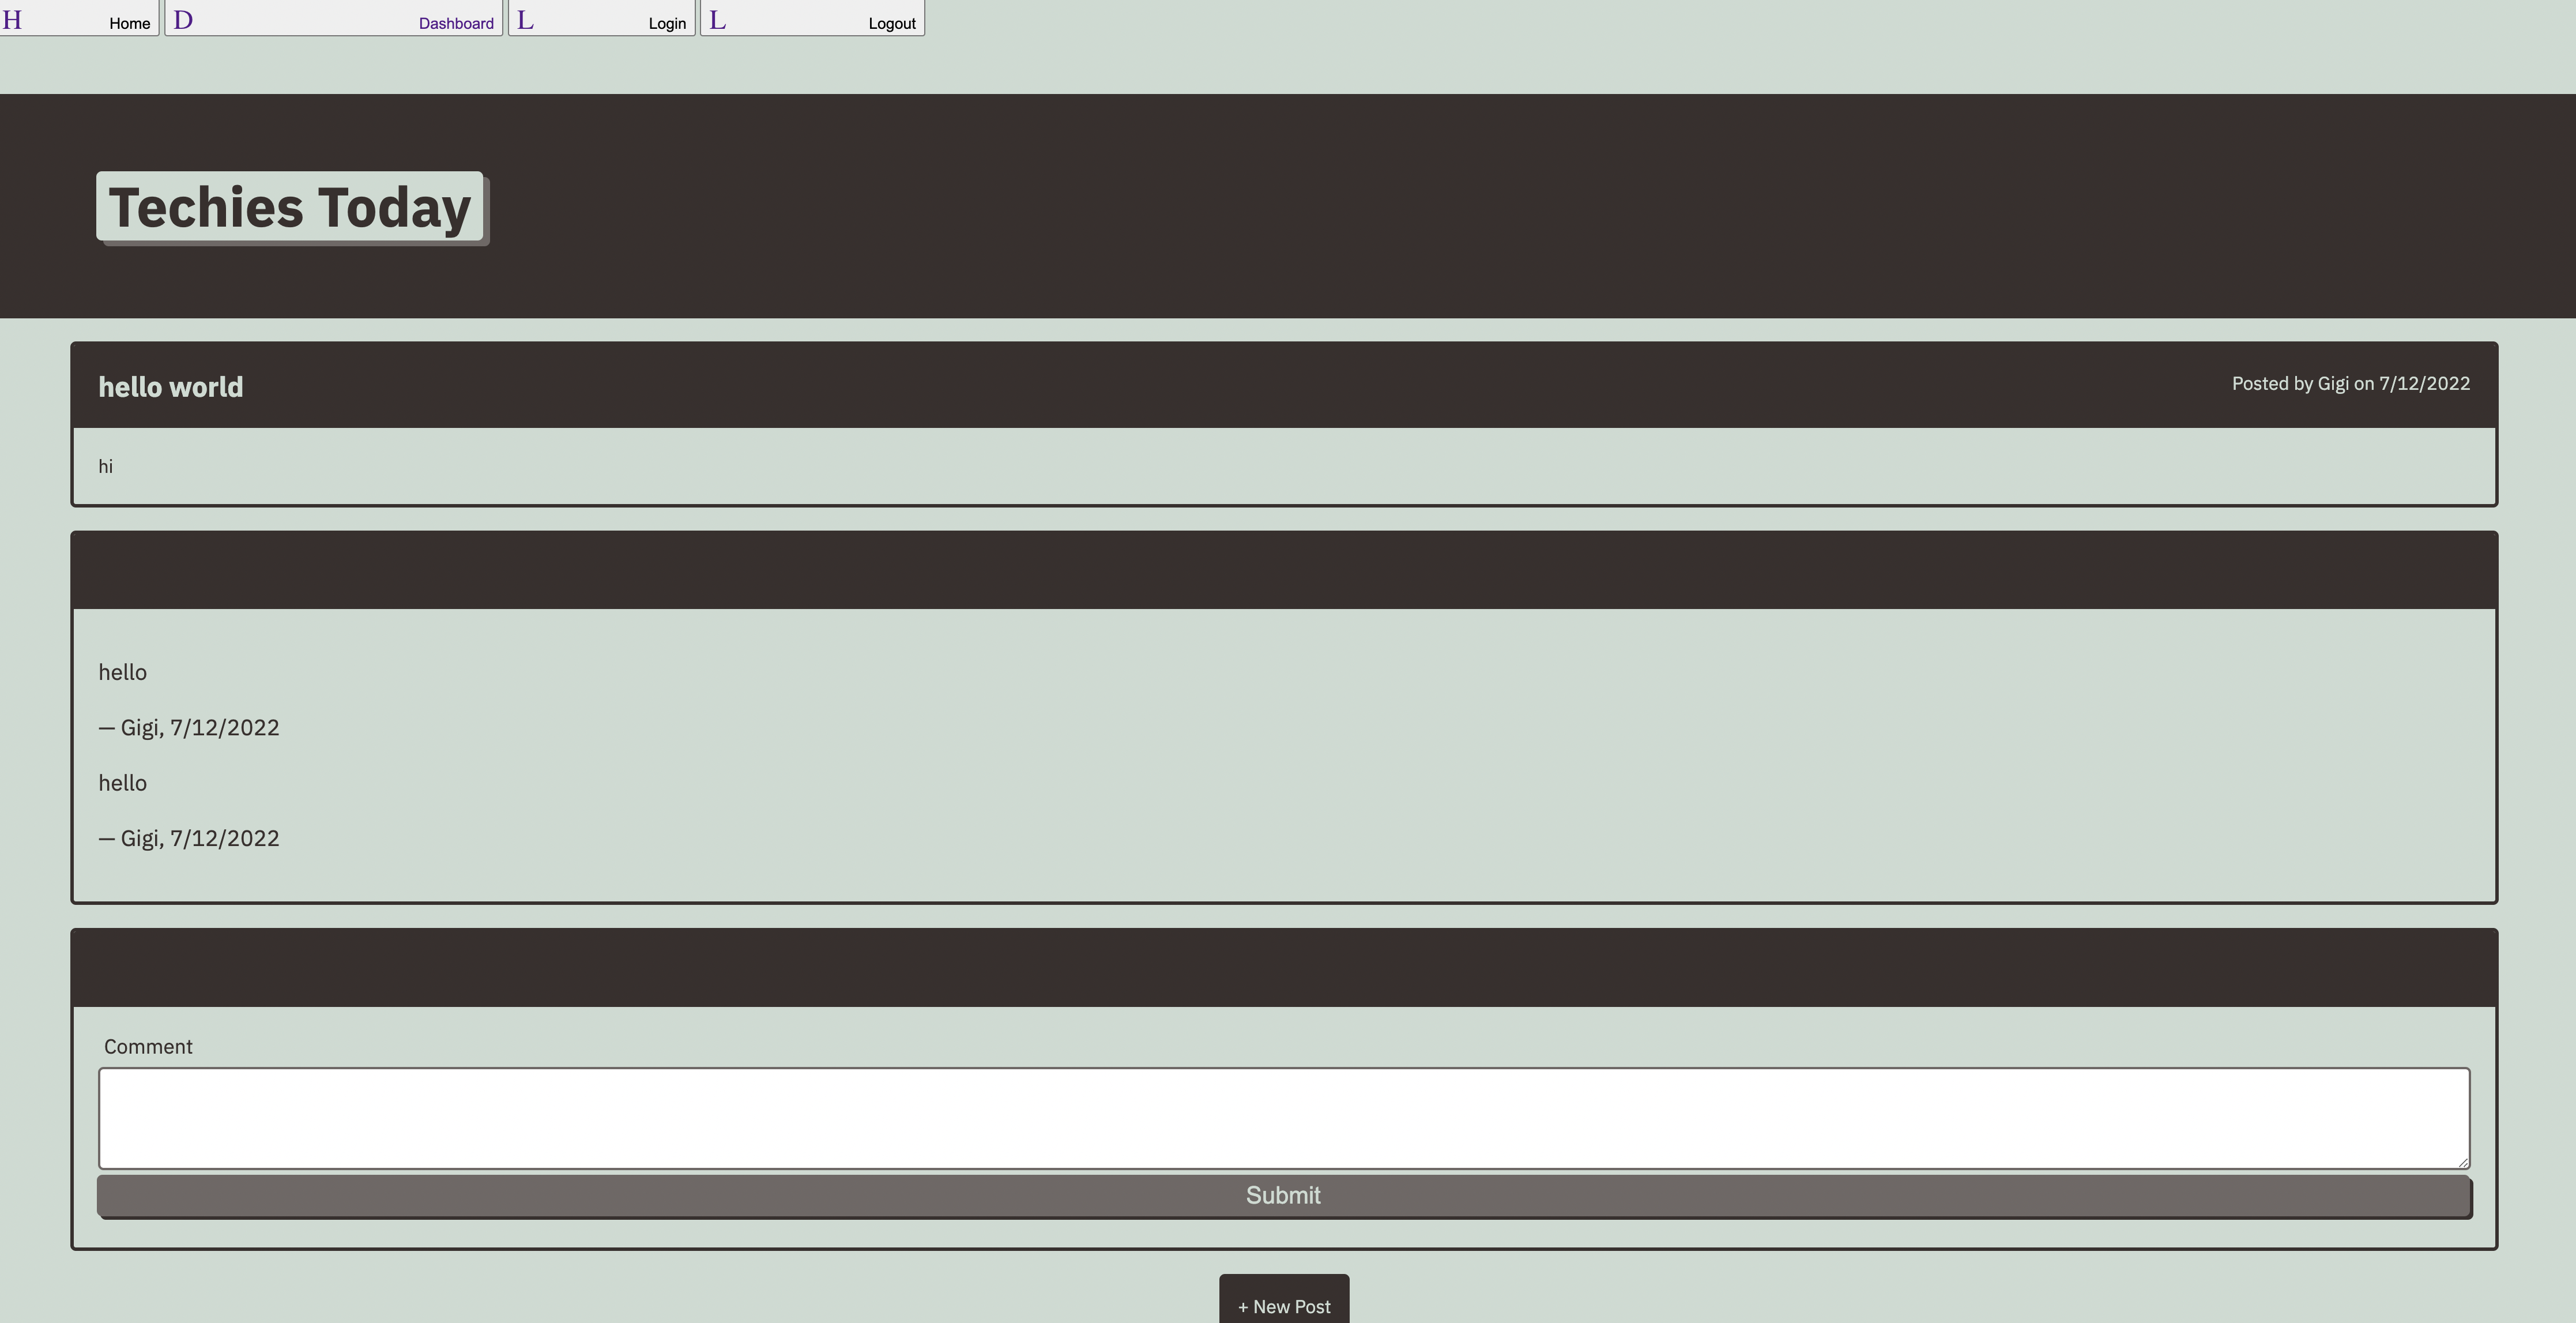 H Home D Dashboard L Login L Logout
Techies Today
hello world Posted by Gigi on 7/12/2022
hi
hello
— Gigi, 7/12/2022
hello
— Gigi, 7/12/2022
Comment
Submit
+ New Post